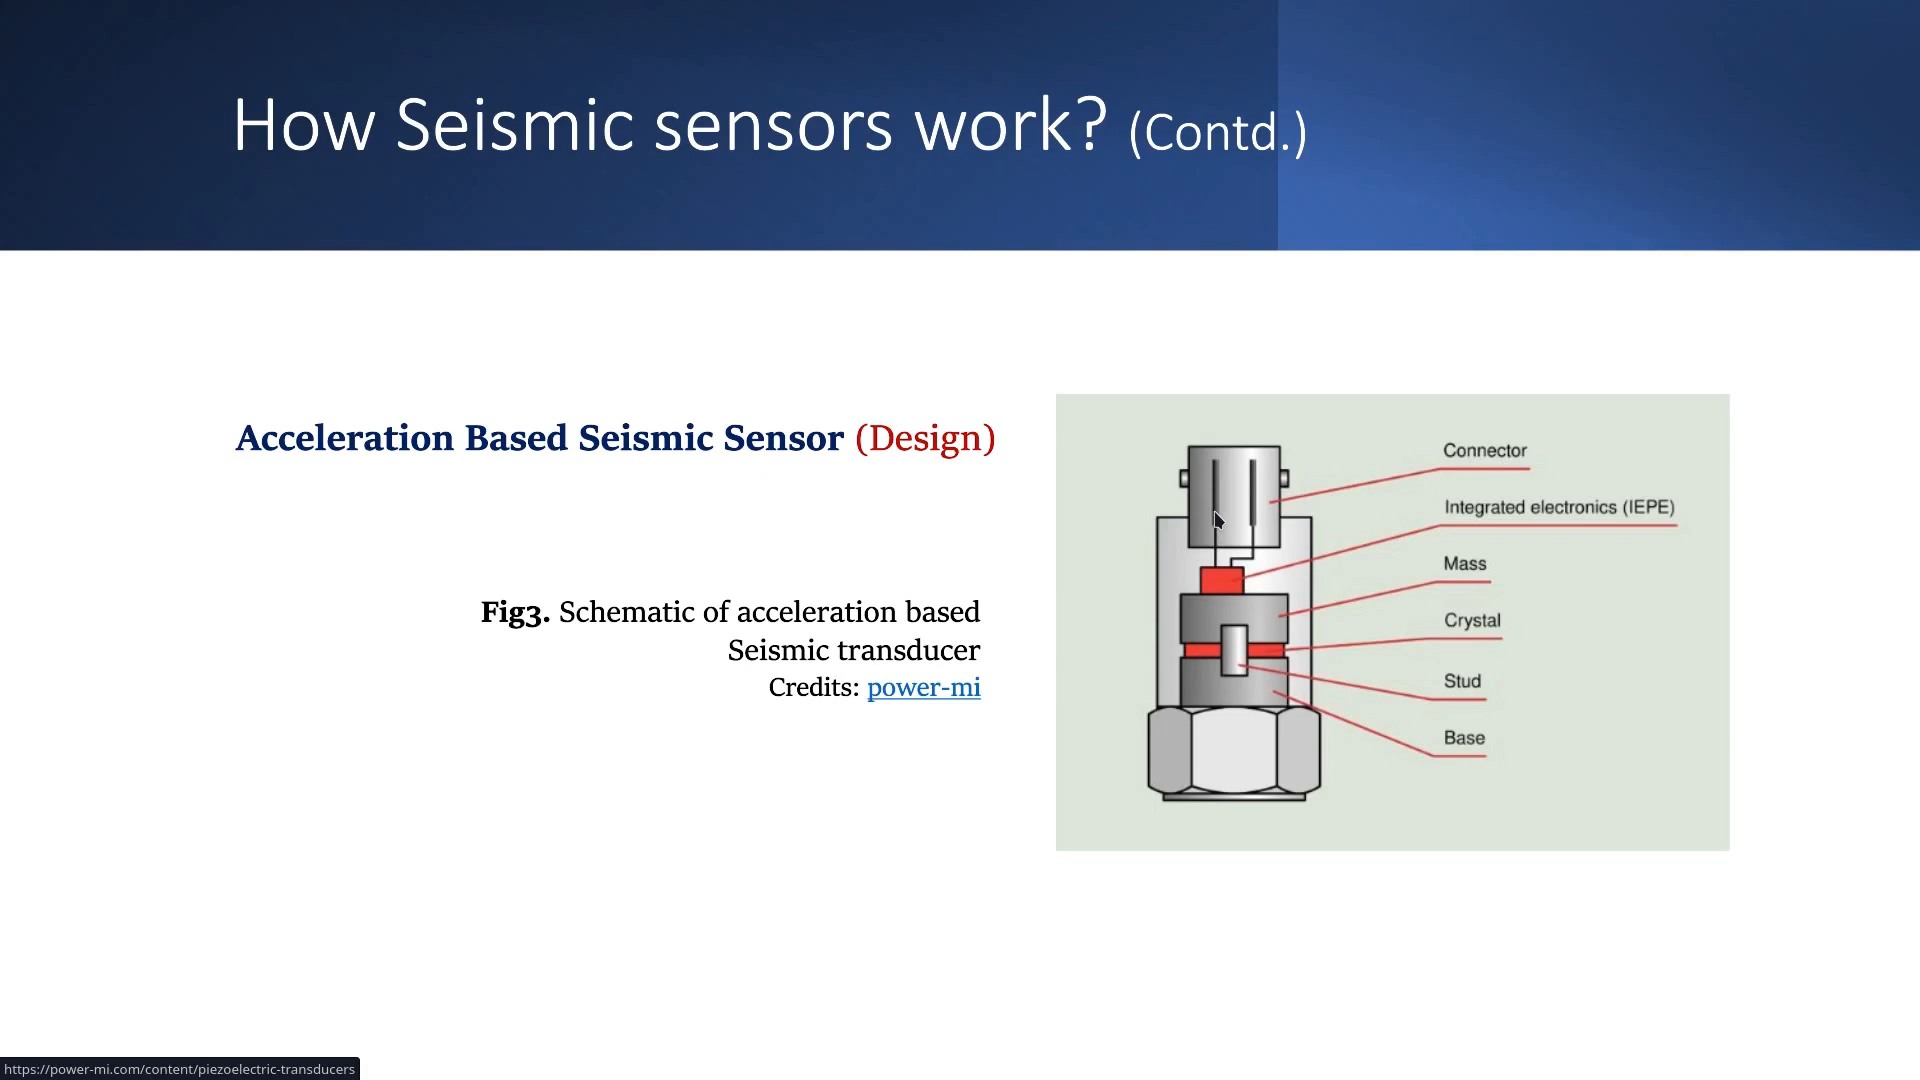 How Seismic sensors work? (Contd.)
Acceleration Based Seismic Sensor (Design)
Fig3. Schematic of acceleration based
Seismic transducer
Credits: power-mi
Connector
Integrated electronics (IEPE)
Mass
Crystal
Stud
Base
https://power-mi.com/content/piezoelectric-transducers